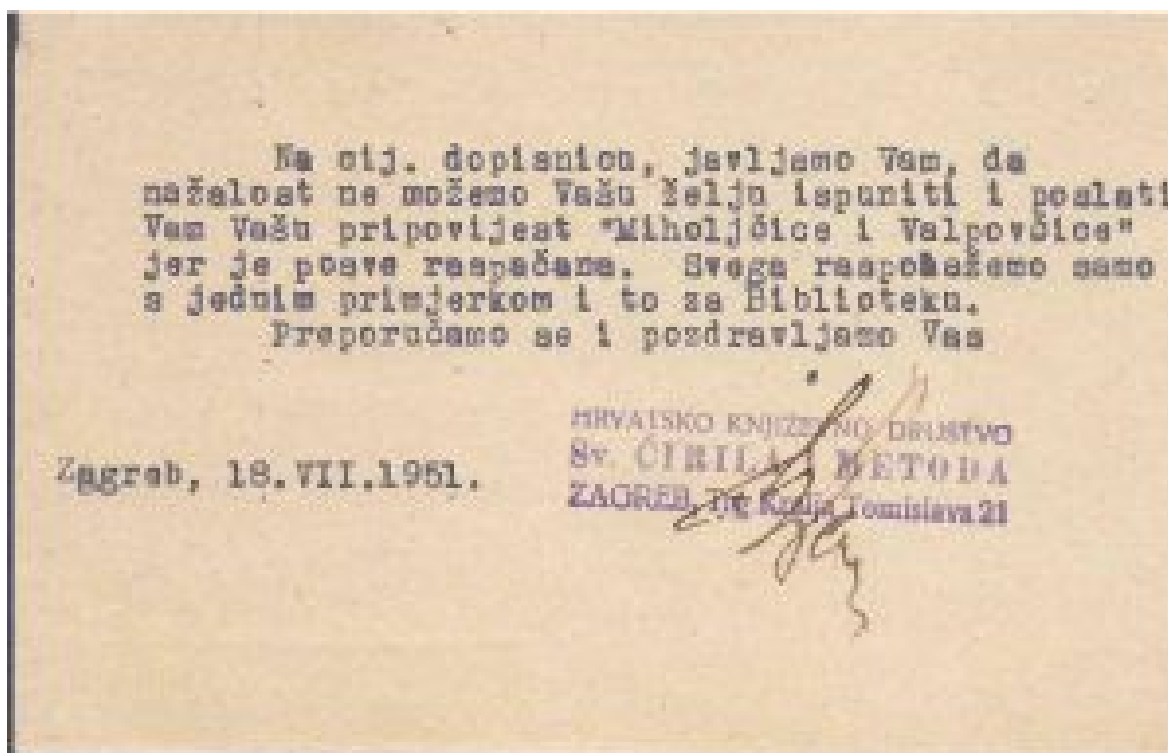 Na cij. dopisnicu, javljamo Vam, da
nažalost ne možemo Vašu želju ispuniti i poslati
Vam Vašu pripovijest "Miholjčice i Valpovčice"
jer je posve raspačana. Svega raspolažemo samo
s jednim primjerkom i to za Biblioteku.
Preporučamo se i pozdravljamo Vas
HRVATSKO KNJIŽEVNO DRUŠTVO
Sv. ĆIRILA I METODA
ZAGREB, Trg Kralja Tomislava 21
Zagreb, 18.VII.1951.